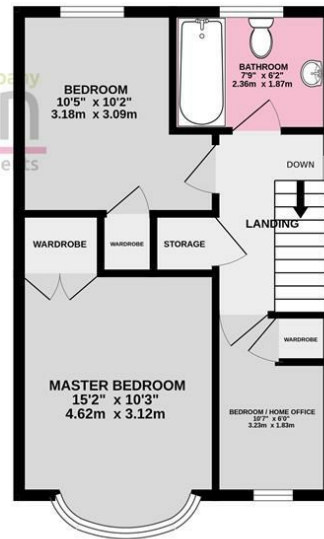 pany
ents
BEDROOM
10'5" x 10'2"
3.18m x 3.09m
BATHROOM
7'9" x 6'2"
2.36m x 1.87m
DOWN
LANDING
WARDROBE
WARDROBE
STORAGE
WARDROBE
MASTER BEDROOM
15'2" x 10'3"
4.62m x 3.12m
BEDROOM / HOME OFFICE
10'7" x 6'0"
3.23m x 1.83m